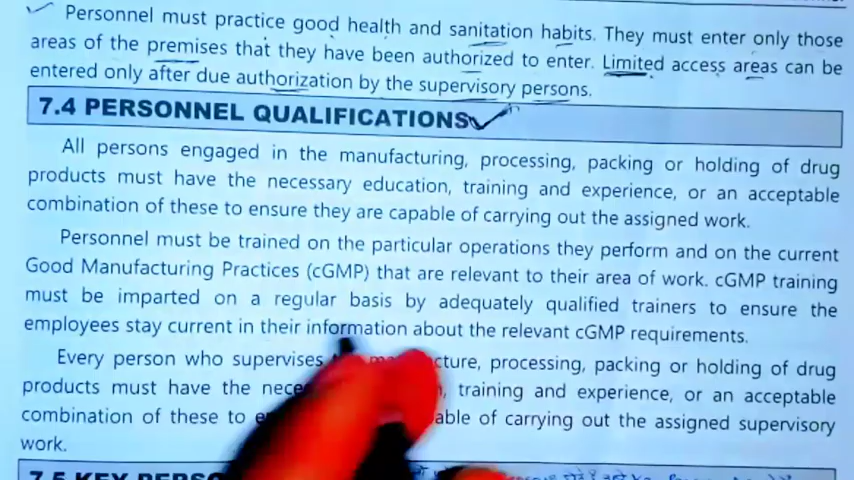 Personnel must practice good health and sanitation habits. They must enter only those
areas of the premises that they have been authorized to enter. Limited access areas can be
entered only after due authorization by the supervisory persons.
7.4 PERSONNEL QUALIFICATIONS
All persons engaged in the manufacturing, processing, packing or holding of drug
products must have the necessary education, training and experience, or an acceptable
combination of these to ensure they are capable of carrying out the assigned work.
Personnel must be trained on the particular operations they perform and on the current
Good Manufacturing Practices (cGMP) that are relevant to their area of work. cGMP training
must be imparted on a regular basis by adequately qualified trainers to ensure the
employees stay current in their information about the relevant cGMP requirements.
Every person who supervises processing, packing or holding of drug
products must have the training and experience, or an acceptable
combination of these to of carrying out the assigned supervisory
work.
7.5 KEY